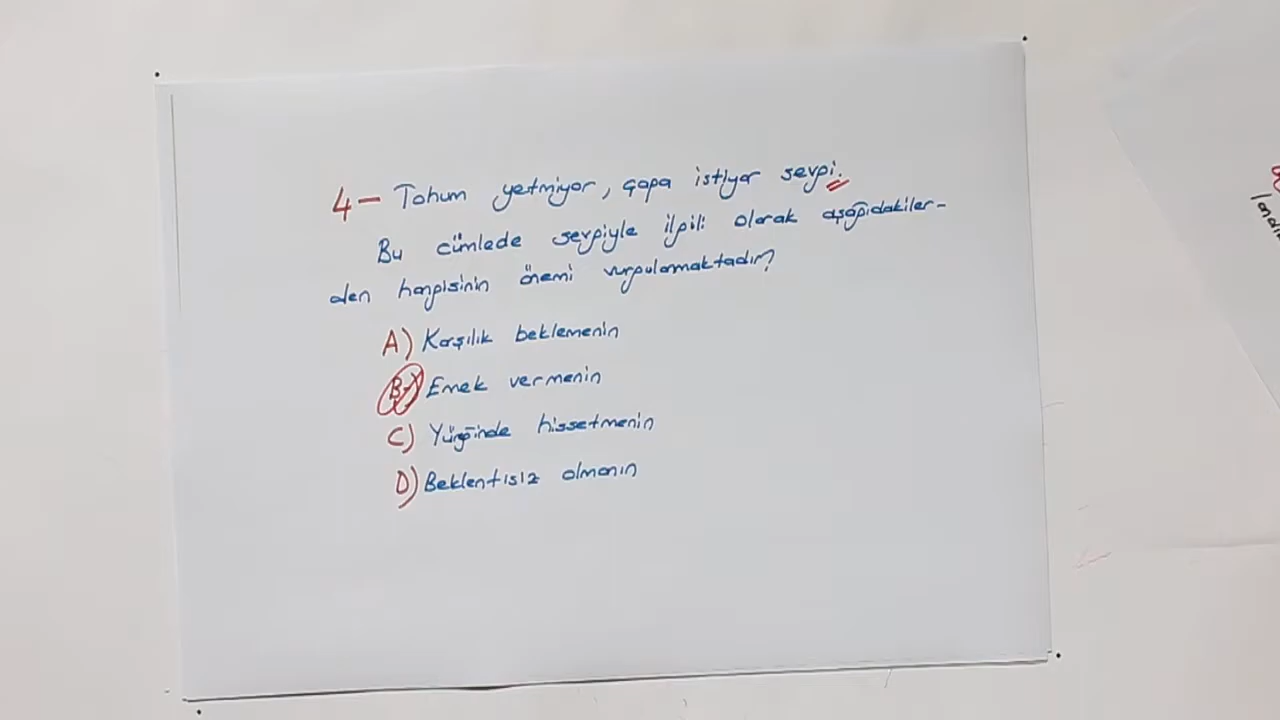 4- Tohum yetmiyor, çapa istiyor sevgi.
Bu cümlede sevgiyle ilgili olarak aşağıdakiler-
den hangisinin önemi vurgulamaktadır?
A) Karşılık beklemenin
B) Emek vermenin
C) Yüreğinde hissetmenin
D) Beklentisiz olmanın